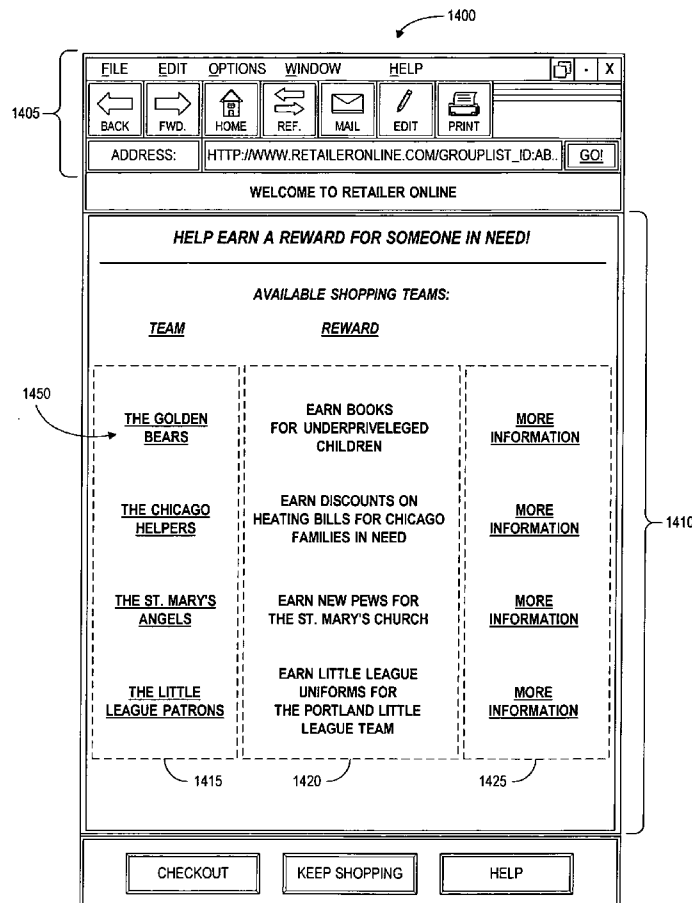 1400
1405
FILE EDIT OPTIONS WINDOW HELP X
BACK FWD. HOME REF. MAIL EDIT PRINT
ADDRESS: HTTP://WWW.RETAILERONLINE.COM/GROUPLIST_ID:AB.. GO!
WELCOME TO RETAILER ONLINE
HELP EARN A REWARD FOR SOMEONE IN NEED!
AVAILABLE SHOPPING TEAMS:
TEAM REWARD
1450
THE GOLDEN
BEARS
EARN BOOKS
FOR UNDERPRIVELEGED
CHILDREN
MORE
INFORMATION
THE CHICAGO
HELPERS
EARN DISCOUNTS ON
HEATING BILLS FOR CHICAGO
FAMILIES IN NEED
MORE
INFORMATION
1410
THE ST. MARY'S
ANGELS
EARN NEW PEWS FOR
THE ST. MARY'S CHURCH
MORE
INFORMATION
THE LITTLE
LEAGUE PATRONS
EARN LITTLE LEAGUE
UNIFORMS FOR
THE PORTLAND LITTLE
LEAGUE TEAM
MORE
INFORMATION
1415 1420 1425
CHECKOUT KEEP SHOPPING HELP